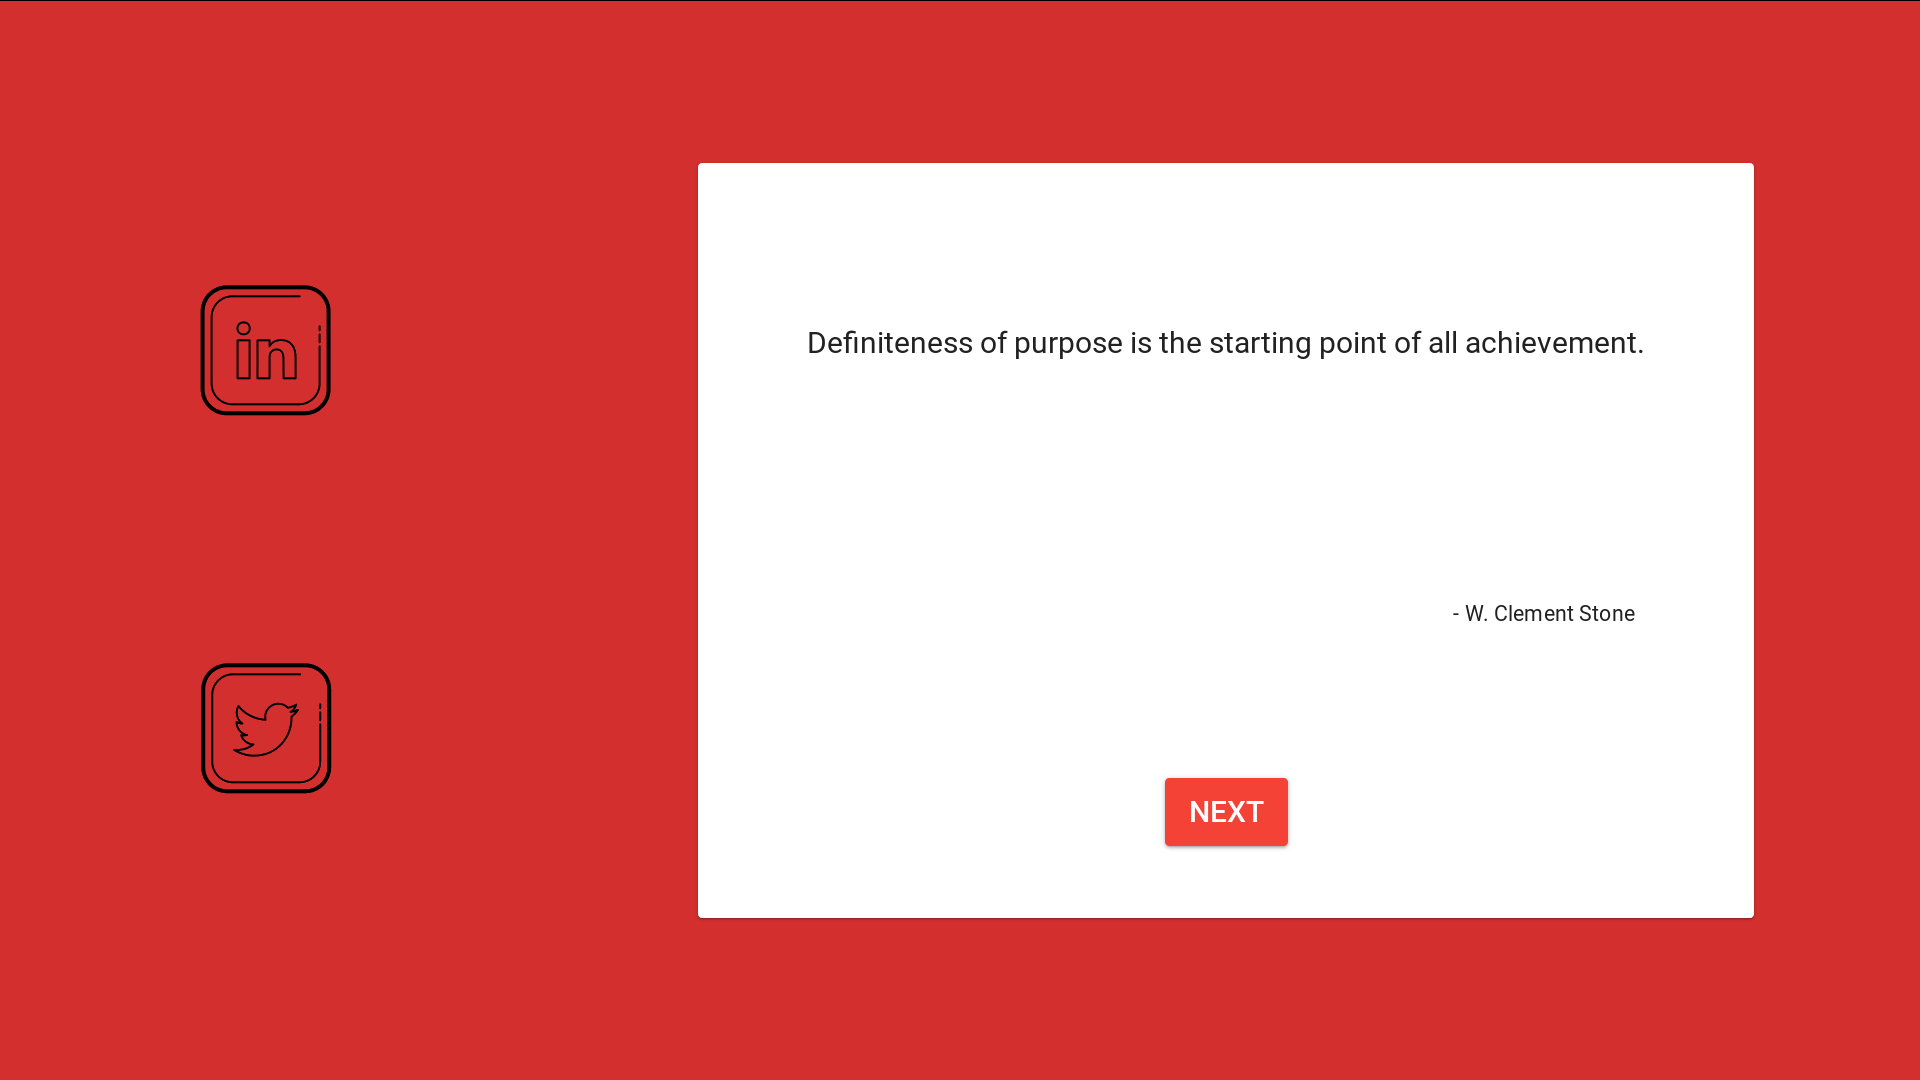 in
Definiteness of purpose is the starting point of all achievement.
- W. Clement Stone
NEXT